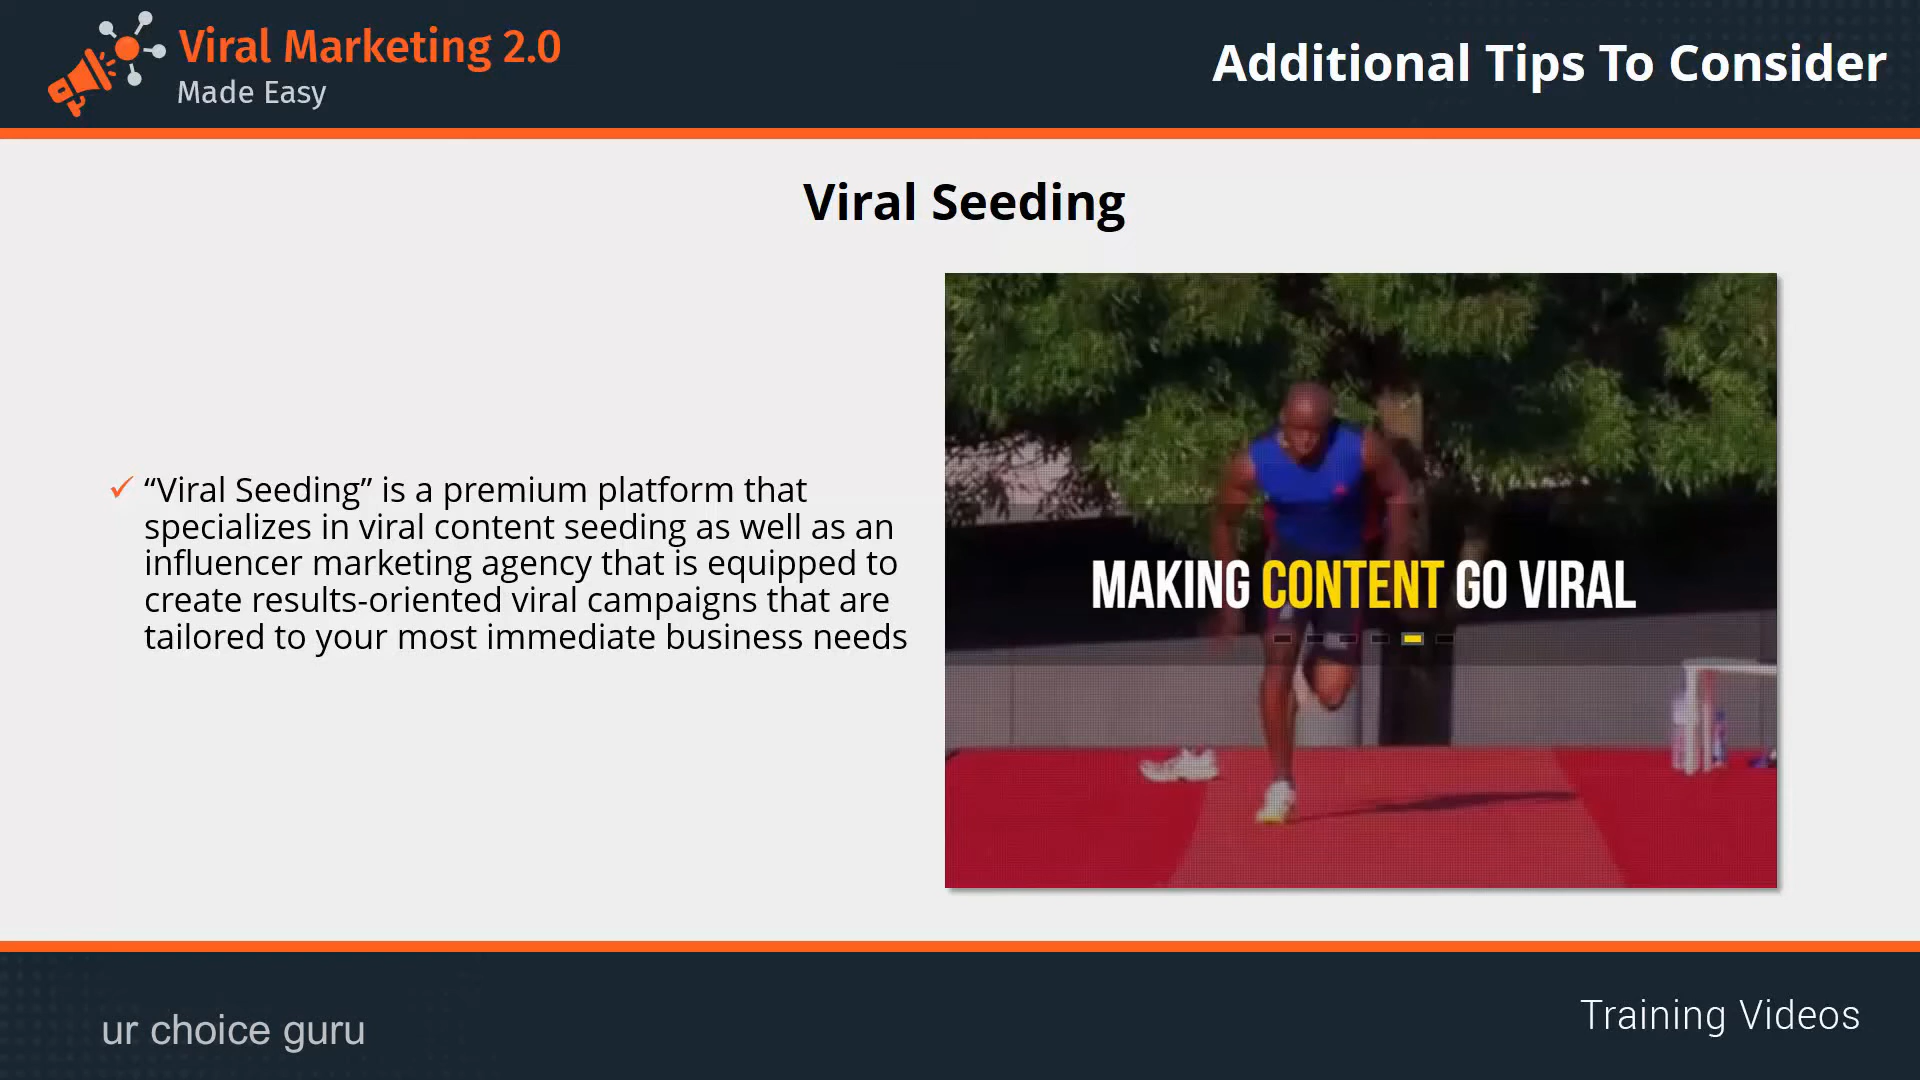 Viral Marketing 2.0
Made Easy
Additional Tips To Consider
Viral Seeding
“Viral Seeding” is a premium platform that
specializes in viral content seeding as well as an
influencer marketing agency that is equipped to
create results-oriented viral campaigns that are
tailored to your most immediate business needs
MAKING CONTENT GO VIRAL
ur choice guru
Training Videos